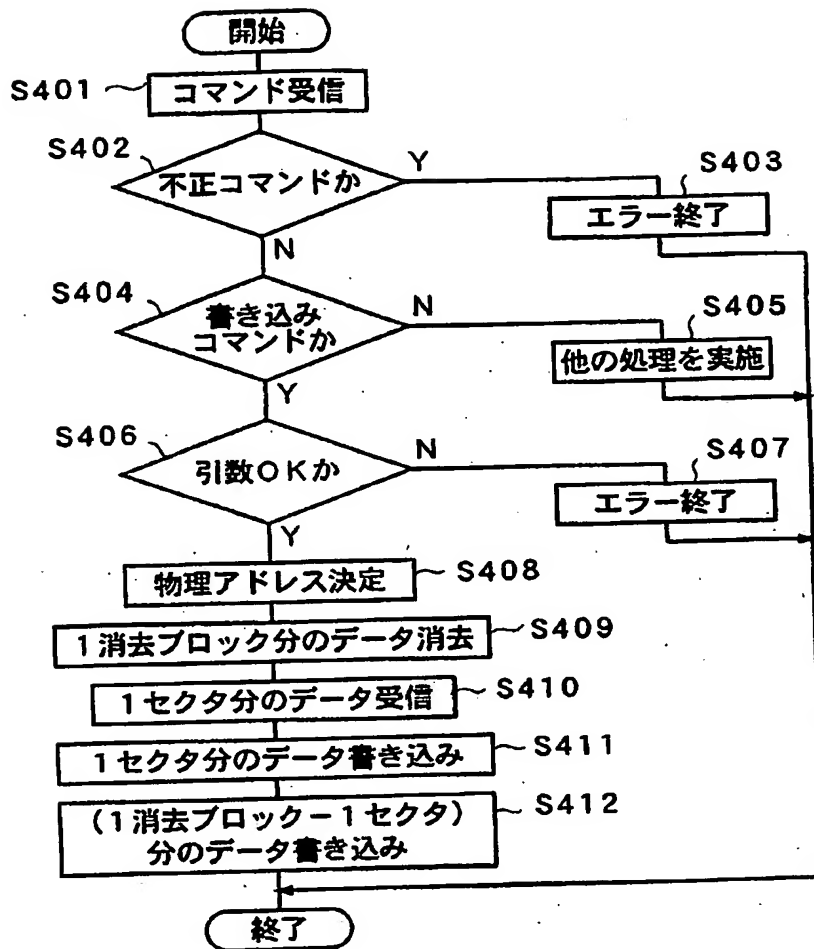 開始
S401
コマンド受信
S402
不正コマンドか
Y
S403
エラー終了
N
S404
書き込み
コマンドか
N
S405
他の処理を実施
Y
S406
引数OKか
N
S407
エラー終了
Y
物理アドレス決定
S408
1消去ブロック分のデータ消去
S409
1セクタ分のデータ受信
S410
1セクタ分のデータ書き込み
S411
(1消去ブロック－1セクタ)
分のデータ書き込み
S412
終了